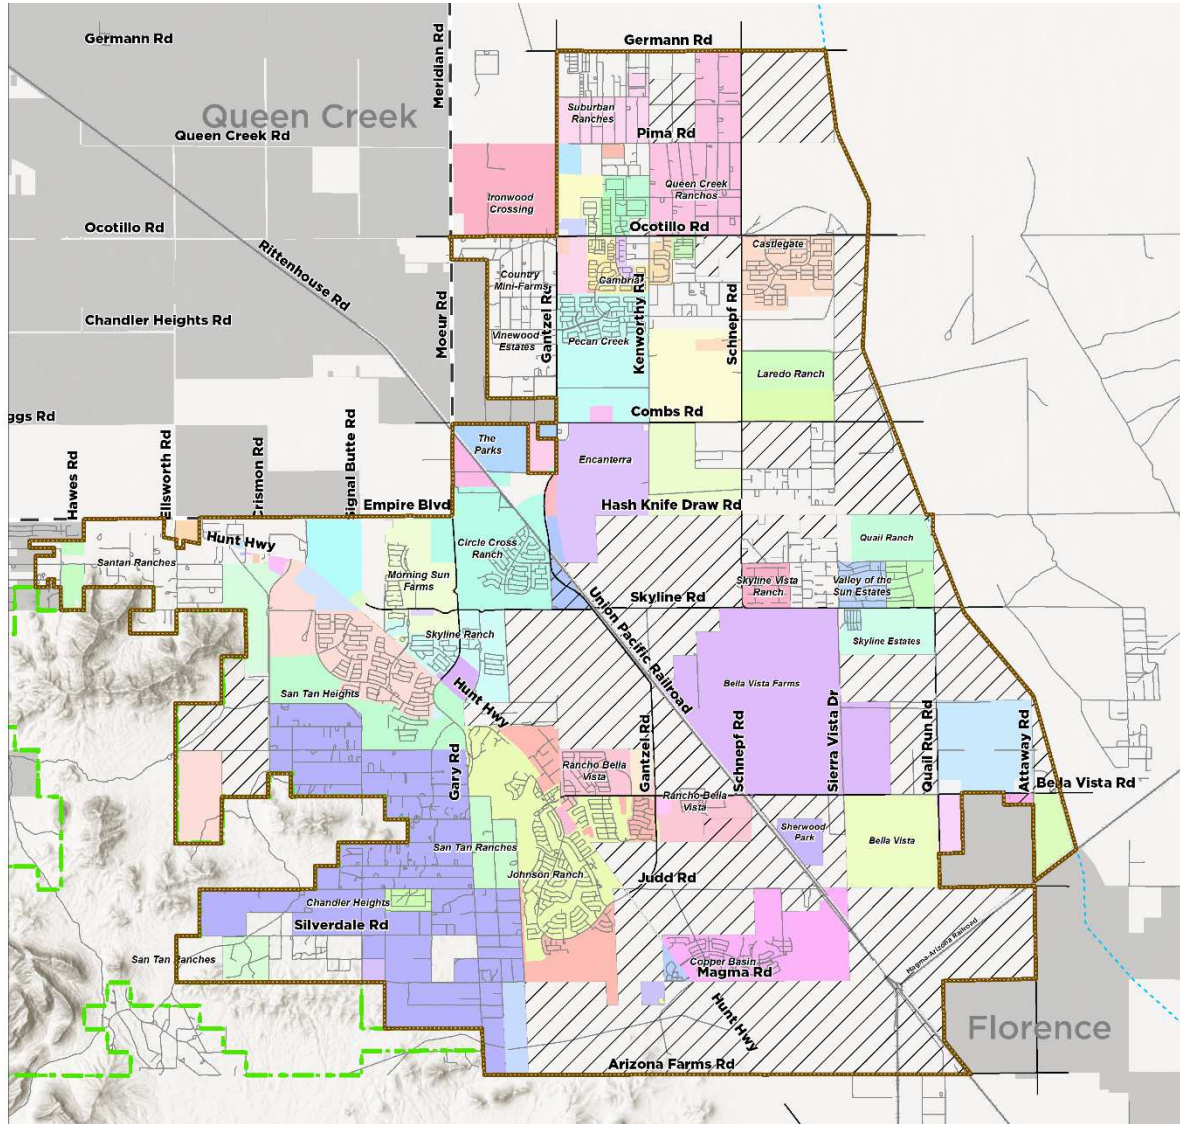 Germann Rd
Germann Rd
Meridian Rd
Queen Creek
Suburban
Ranches
Queen Creek Rd
Pima Rd
Ironwood
Crossing
Queen Creek
Ranchos
Ocotillo Rd
Ocotillo Rd
Rittenhouse Rd
Castlegate
Country
Mini-Farms
Cambria
Chandler Heights Rd
Moeur Rd
Vinewood
Estates
Gantzel Rd
Pecan Creek
Kenworthy Rd
Schnepf Rd
Laredo Ranch
ggs Rd
Combs Rd
Hawes Rd
Ellsworth Rd
Crismon Rd
Signal Butte Rd
The
Parks
Encanterra
Empire Blvd
Hash Knife Draw Rd
Hunt Hwy
Santan Ranches
Circle Cross
Ranch
Quail Ranch
Morning Sun
Farms
Skyline Vista
Ranch
Valley of the
Sun Estates
Union Pacific Railroad
Skyline Rd
Skyline Ranch
Skyline Estates
San Tan Heights
Hunt Hwy
Bella Vista Farms
Gary Rd
Gantzel Rd
Schnepf Rd
Sierra Vista Dr
Quail Run Rd
Attaway Rd
Rancho Bella
Vista
Bella Vista Rd
Rancho Bella
Vista
Sherwood
Park
Bella Vista
San Tan Ranches
Johnson Ranch
Judd Rd
Chandler Heights
Silverdale Rd
San Tan Ranches
Copper Basin
Magma Rd
Magma-Arizona Railroad
Hunt Hwy
Florence
Arizona Farms Rd